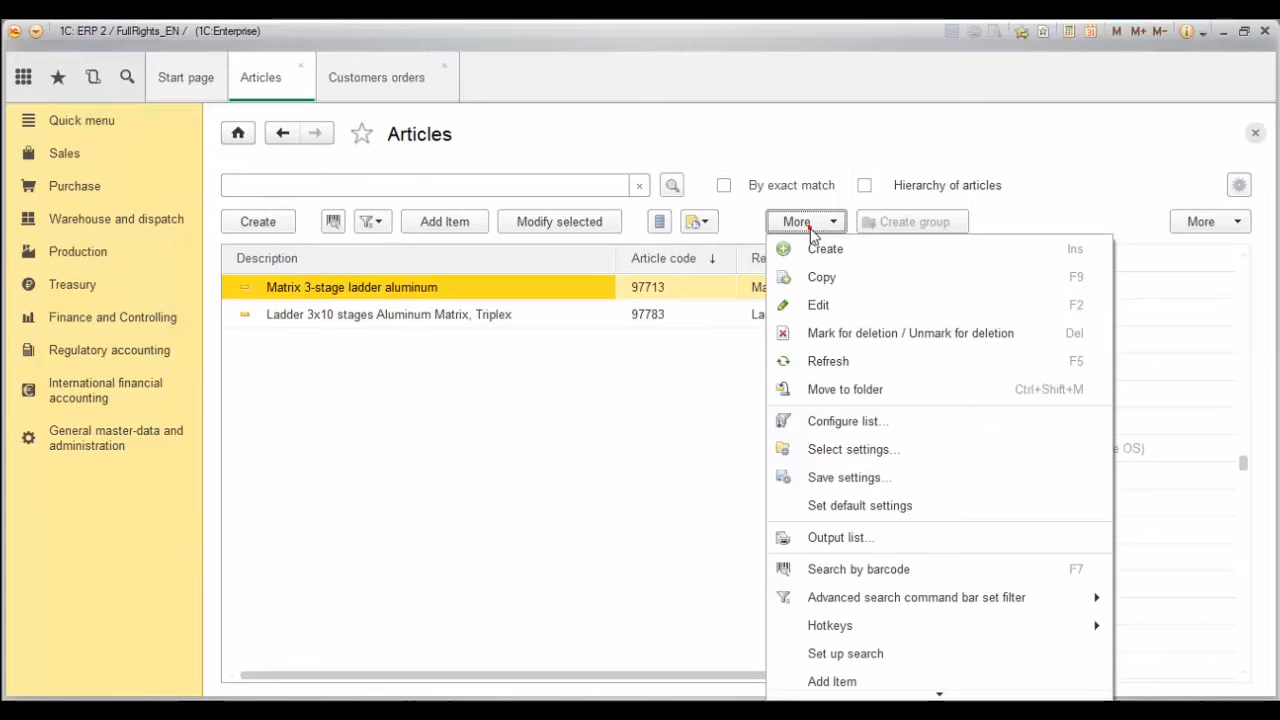 1C: ERP 2 / FullRights_EN / (1C:Enterprise)
M M+ M-
Start page
Articles
Customers orders
Quick menu
Sales
Purchase
Warehouse and dispatch
Production
Treasury
Finance and Controlling
Regulatory accounting
International financial
accounting
General master-data and
administration
Articles
By exact match
Hierarchy of articles
Create
Add Item
Modify selected
More
Create group
More
Description
Article code
Re
Matrix 3-stage ladder aluminum
97713
Ma
Ladder 3x10 stages Aluminum Matrix, Triplex
97783
La
Create Ins
Copy F9
Edit F2
Mark for deletion / Unmark for deletion Del
Refresh F5
Move to folder Ctrl+Shift+M
Configure list...
Select settings...
Save settings...
Set default settings
Output list...
Search by barcode F7
Advanced search command bar set filter
Hotkeys
Set up search
Add Item
e OS)